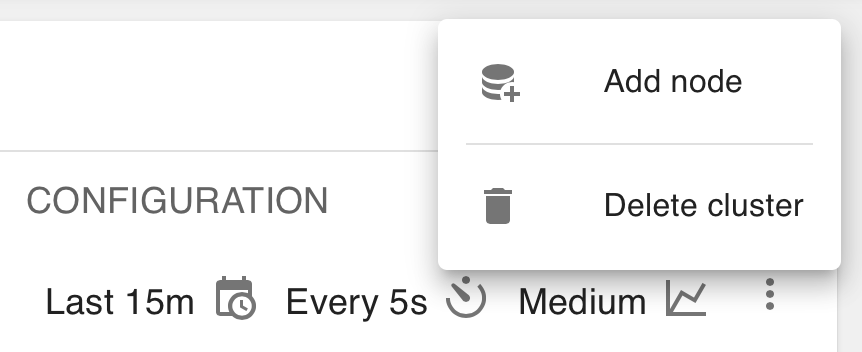 Add node
Delete cluster
CONFIGURATION
Last 15m Every 5s Medium